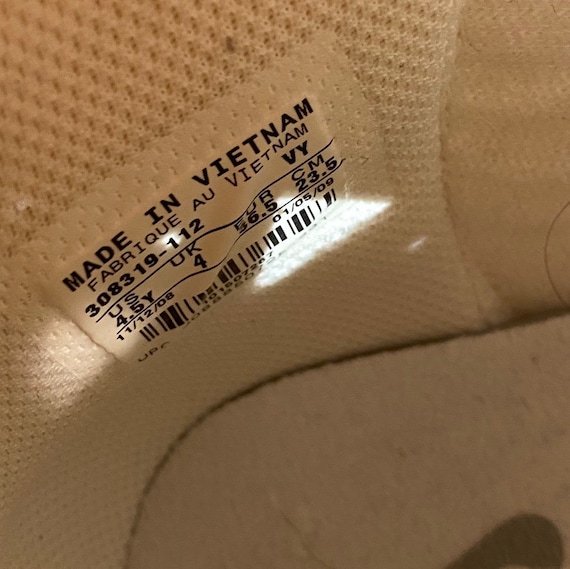 MADE IN VIETNAM
FABRIQUE AU VIETNAM
308319-112 VY
US UK EUR CM
4.5Y 4 36.5 23.5
11/12/08 01/05/09